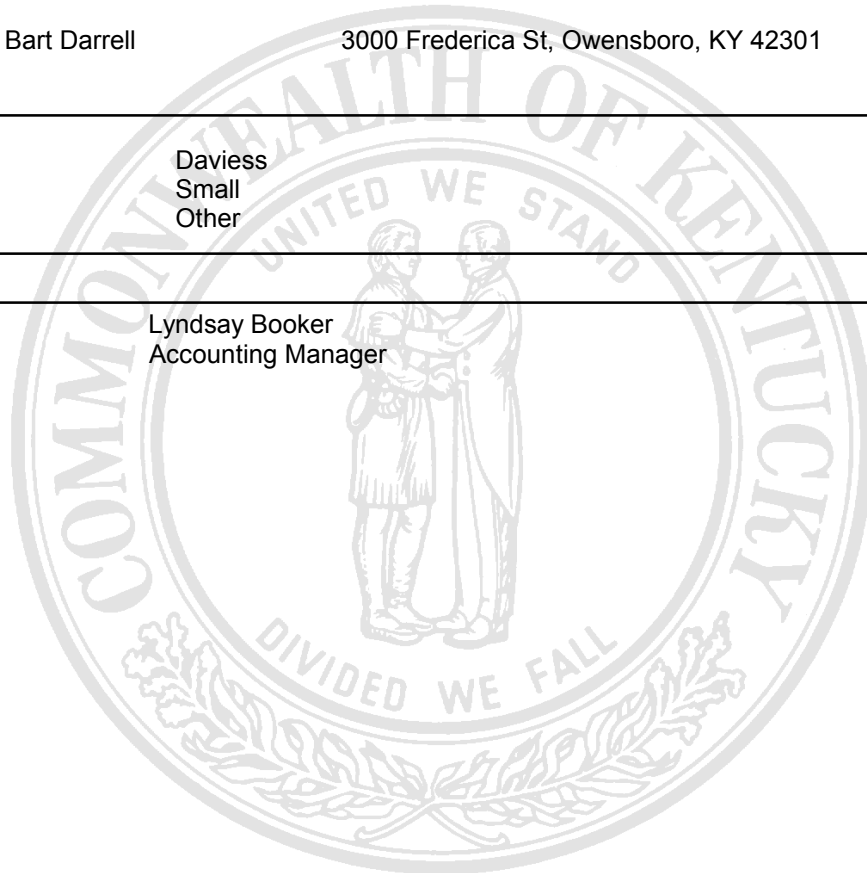 Bart Darrell 3000 Frederica St, Owensboro, KY 42301
Daviess
Small
Other
Lyndsay Booker
Accounting Manager
COMMONWEALTH OF KENTUCKY
UNITED WE STAND
DIVIDED WE FALL